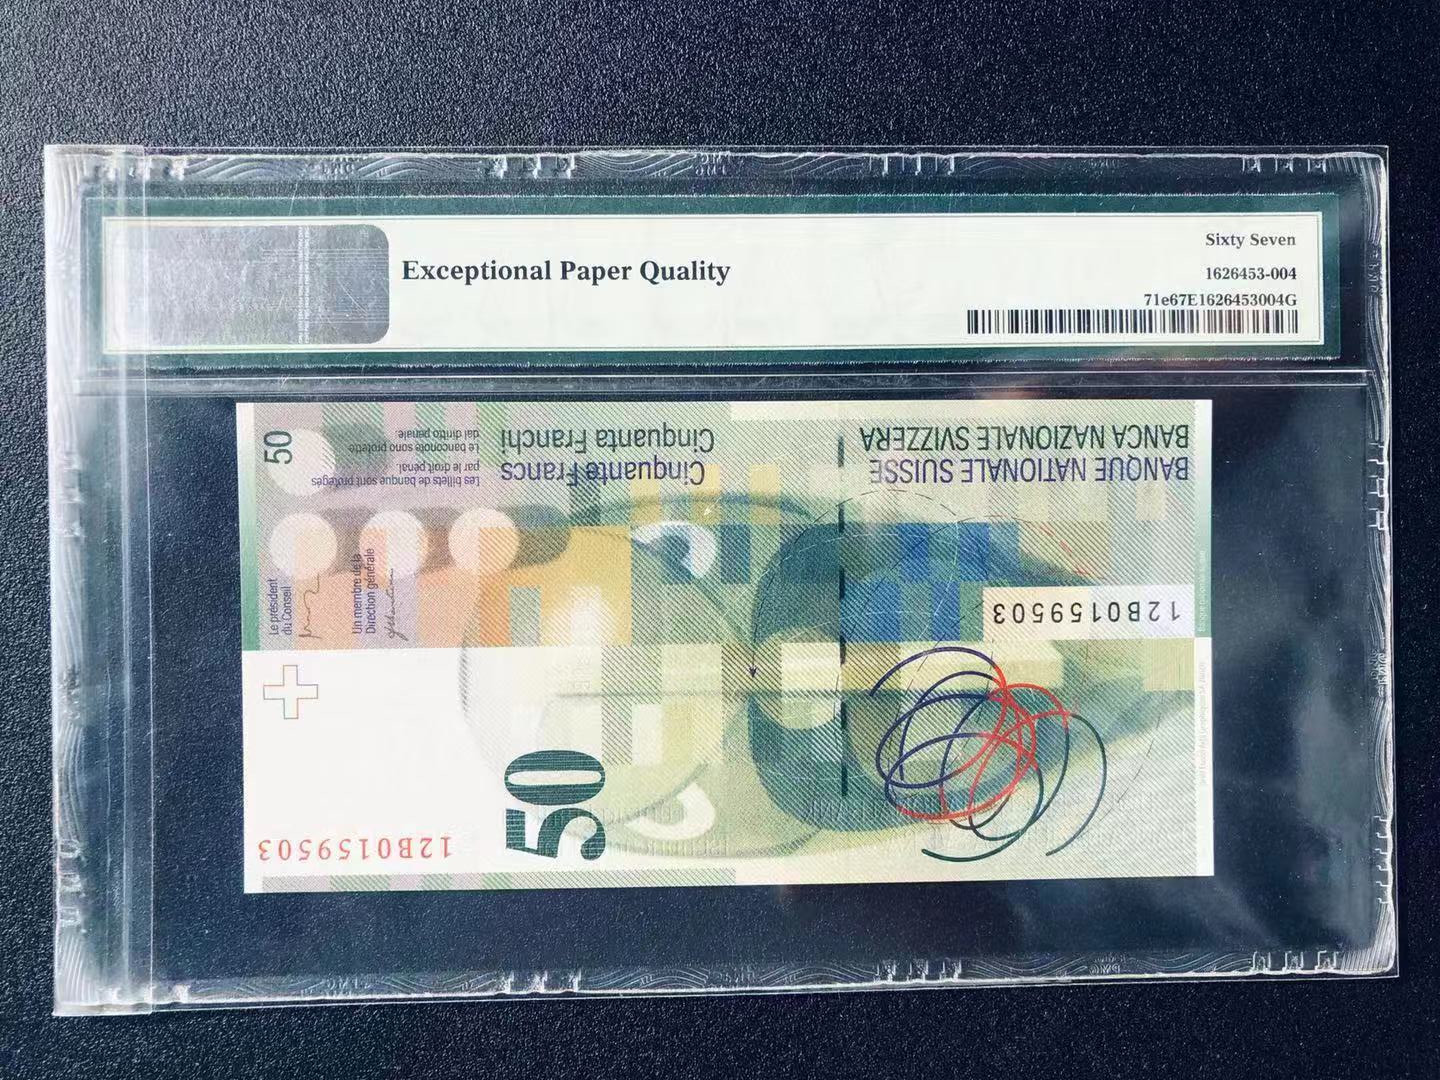 Exceptional Paper Quality
Sixty Seven
1626453-004
71e67E1626453004G
50
Les billets de banque sont protégés
par le droit pénal
Le banconote sono protette
dal diritto penale
Cinquante Francs
Cinquanta Franchi
BANQUE NATIONALE SUISSE
BANCA NAZIONALE SVIZZERA
Le président
du Conseil
Un membre de la
Direction générale
12B0159503
50
12B0159503